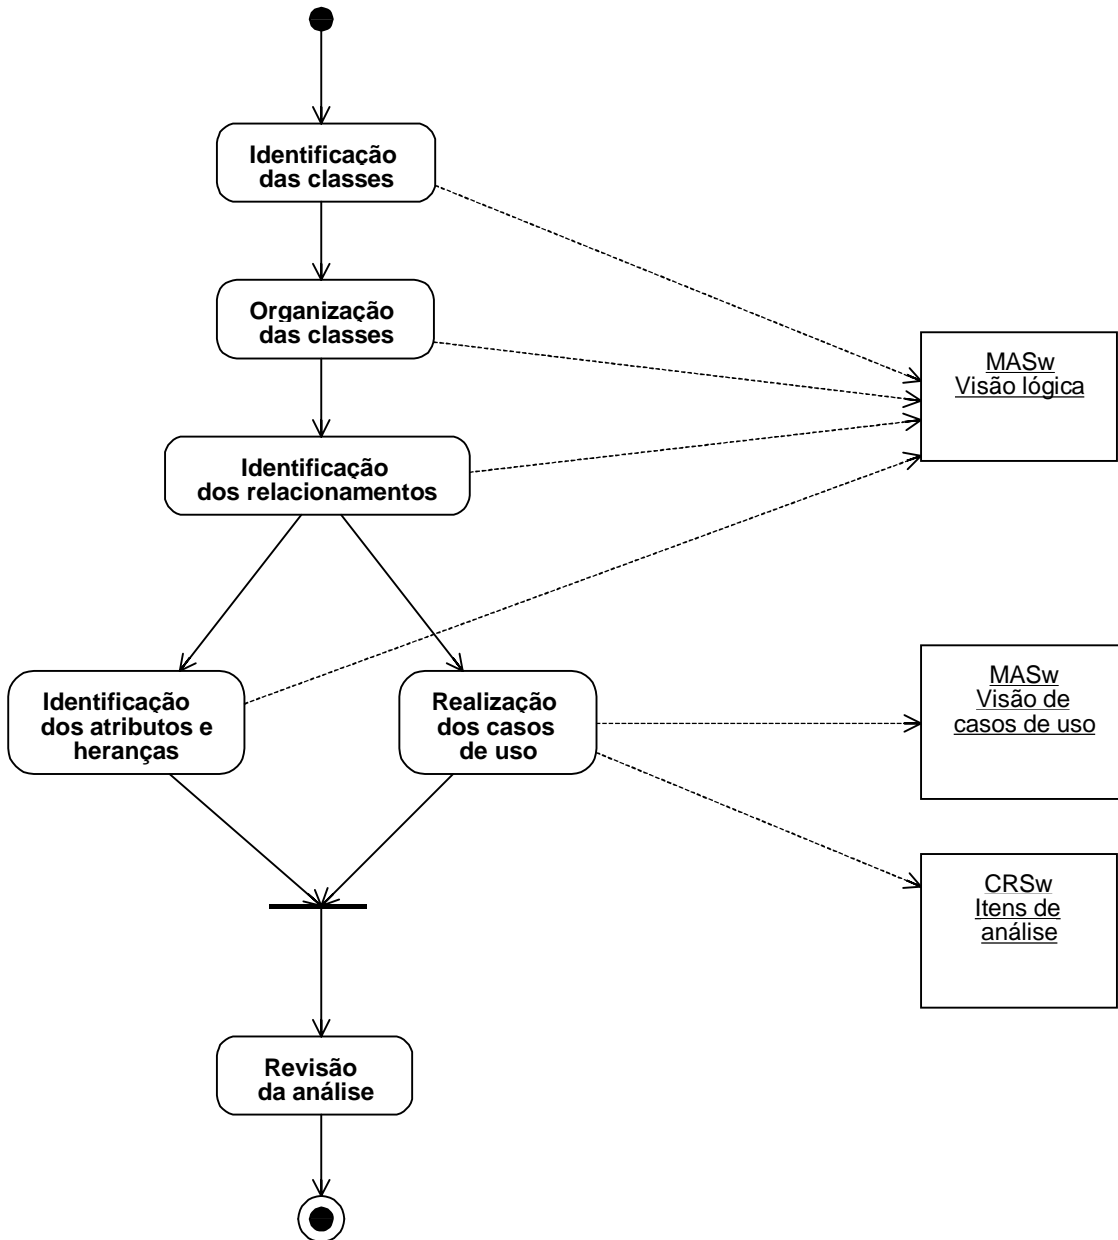 Identificação
das classes
Organização
das classes
MASw
Visão lógica
Identificação
dos relacionamentos
Identificação
dos atributos e
heranças
Realização
dos casos
de uso
MASw
Visão de
casos de uso
CRSw
Itens de
análise
Revisão
da análise